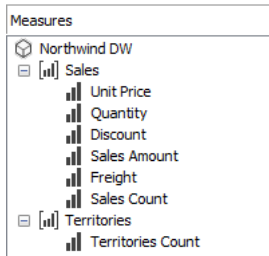 Measures
Northwind DW
Sales
Unit Price
Quantity
Discount
Sales Amount
Freight
Sales Count
Territories
Territories Count